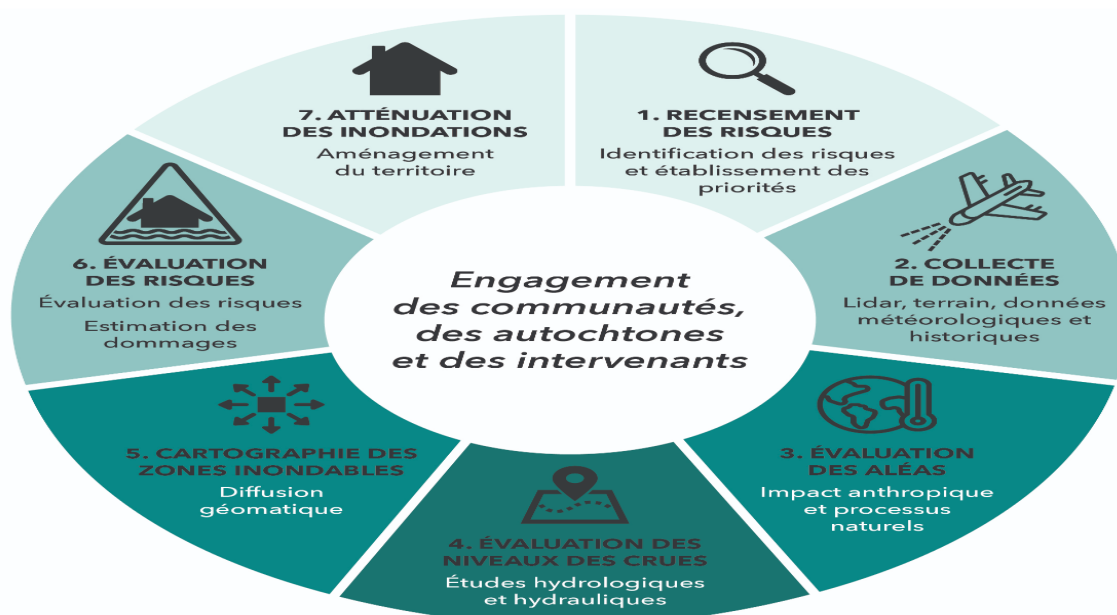 1. RECENSEMENT
DES RISQUES
Identification des risques
et établissement des
priorités
2. COLLECTE
DE DONNÉES
Lidar, terrain, données
météorologiques et
historiques
3. ÉVALUATION
DES ALÉAS
Impact anthropique
et processus
naturels
4. ÉVALUATION DES
NIVEAUX DES CRUES
Études hydrologiques
et hydrauliques
5. CARTOGRAPHIE DES
ZONES INONDABLES
Diffusion
géomatique
6. ÉVALUATION
DES RISQUES
Évaluation des risques
Estimation des
dommages
7. ATTÉNUATION
DES INONDATIONS
Aménagement
du territoire
Engagement
des communautés,
des autochtones
et des intervenants